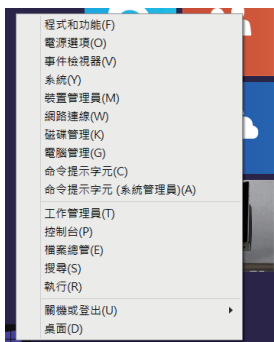 程式和功能(F)
電源選項(O)
事件檢視器(V)
系統(Y)
裝置管理員(M)
網路連線(W)
磁碟管理(K)
電腦管理(G)
命令提示字元(C)
命令提示字元 (系統管理員)(A)
工作管理員(T)
控制台(P)
檔案總管(E)
搜尋(S)
執行(R)
關機或登出(U)
桌面(D)